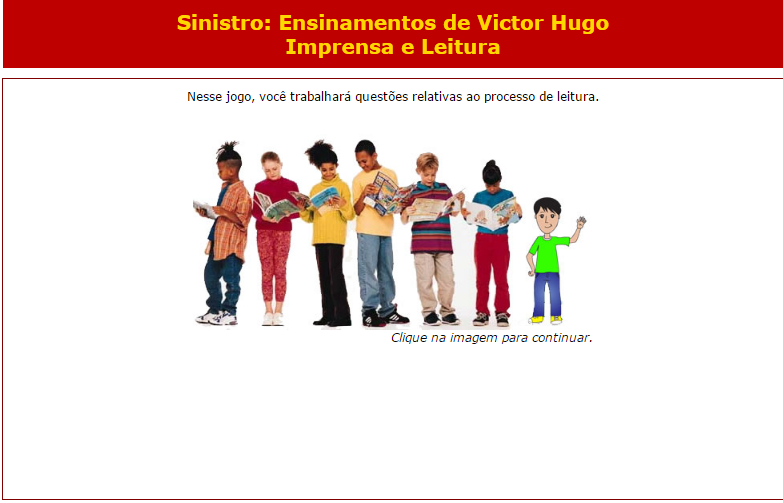 Sinistro: Ensinamentos de Victor Hugo
Imprensa e Leitura
Nesse jogo, você trabalhará questões relativas ao processo de leitura.
Clique na imagem para continuar.